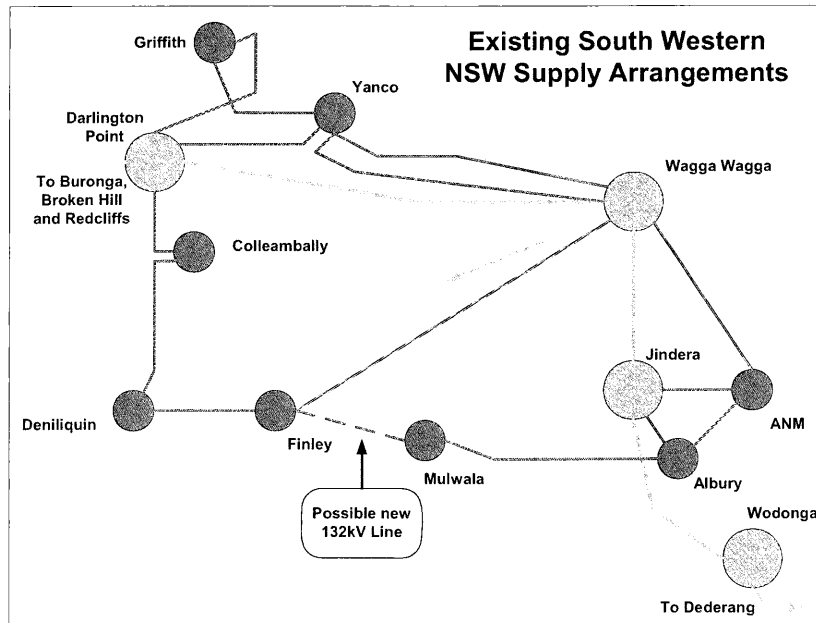 Existing South Western
NSW Supply Arrangements
Griffith
Yanco
Darlington
Point
Wagga Wagga
To Buronga,
Broken Hill
and Redcliffs
Colleambally
Jindera
Deniliquin
Finley
Mulwala
ANM
Albury
Possible new
132kV Line
Wodonga
To Dederang